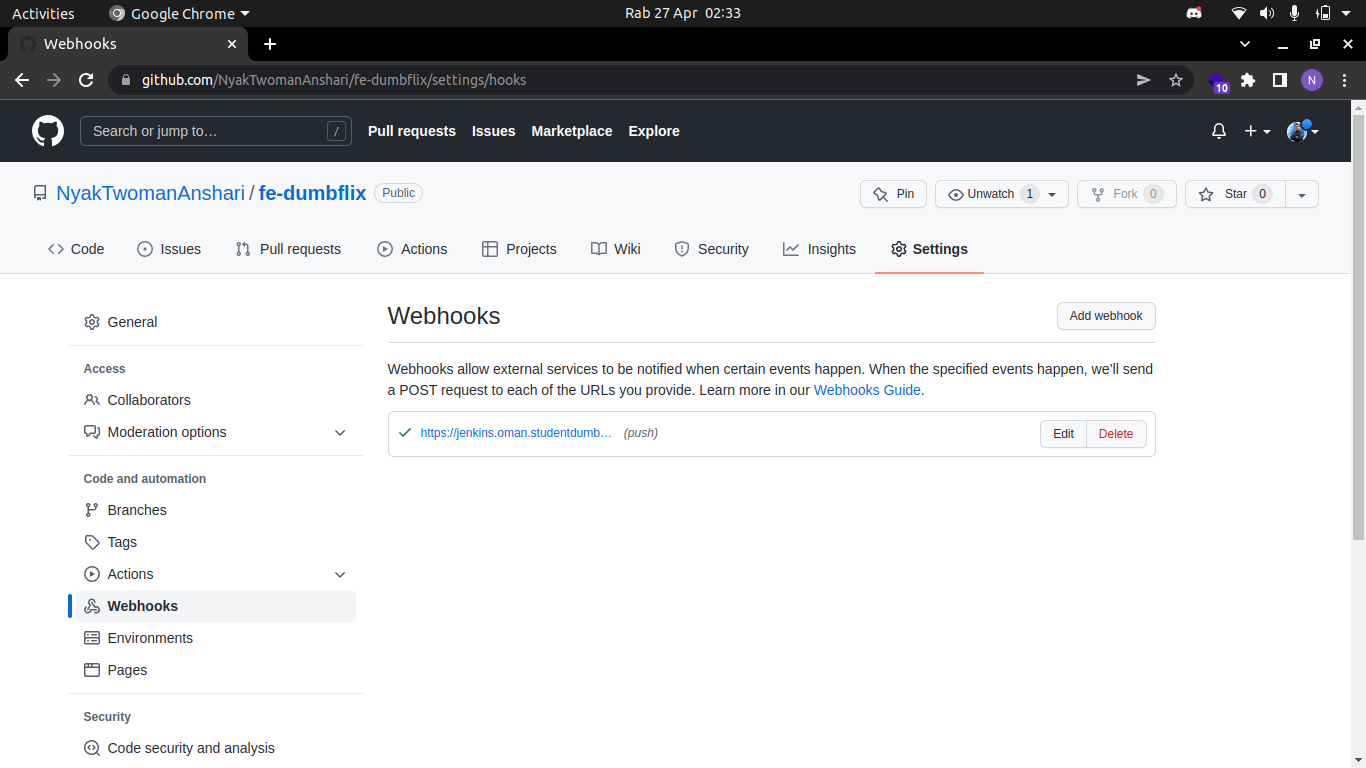 Activities Google Chrome Rab 27 Apr 02:33
Webhooks
github.com/NyakTwomanAnshari/fe-dumbflix/settings/hooks 10 N
Search or jump to… / Pull requests Issues Marketplace Explore
NyakTwomanAnshari / fe-dumbflix Public Pin Unwatch 1 Fork 0 Star 0
Code Issues Pull requests Actions Projects Wiki Security Insights Settings
General
Access
Collaborators
Moderation options
Code and automation
Branches
Tags
Actions
Webhooks
Environments
Pages
Security
Code security and analysis
Webhooks Add webhook
Webhooks allow external services to be notified when certain events happen. When the specified events happen, we'll send
a POST request to each of the URLs you provide. Learn more in our Webhooks Guide.
https://jenkins.oman.studentdumb… (push) Edit Delete